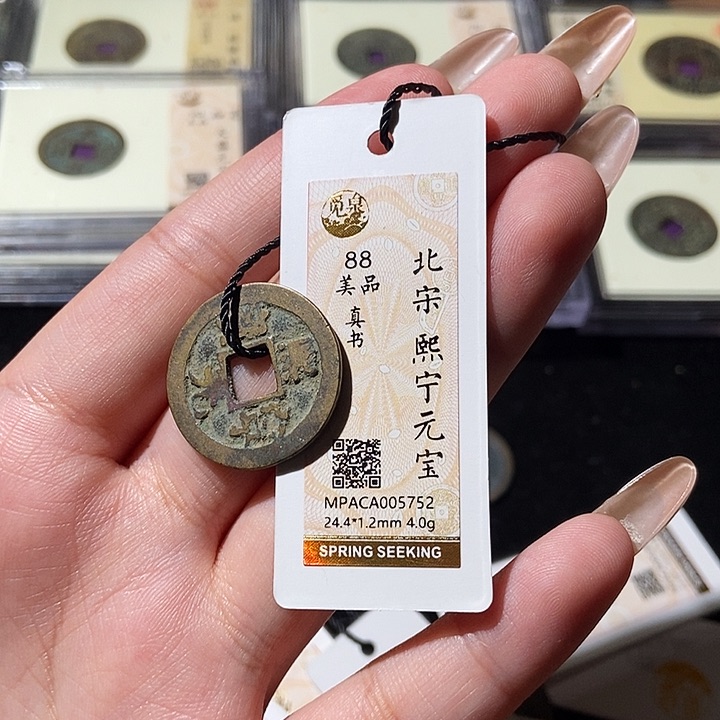 觅泉
88
美品
真书
北宋 熙宁元宝
MPACA005752
24.4*1.2mm 4.0g
SPRING SEEKING